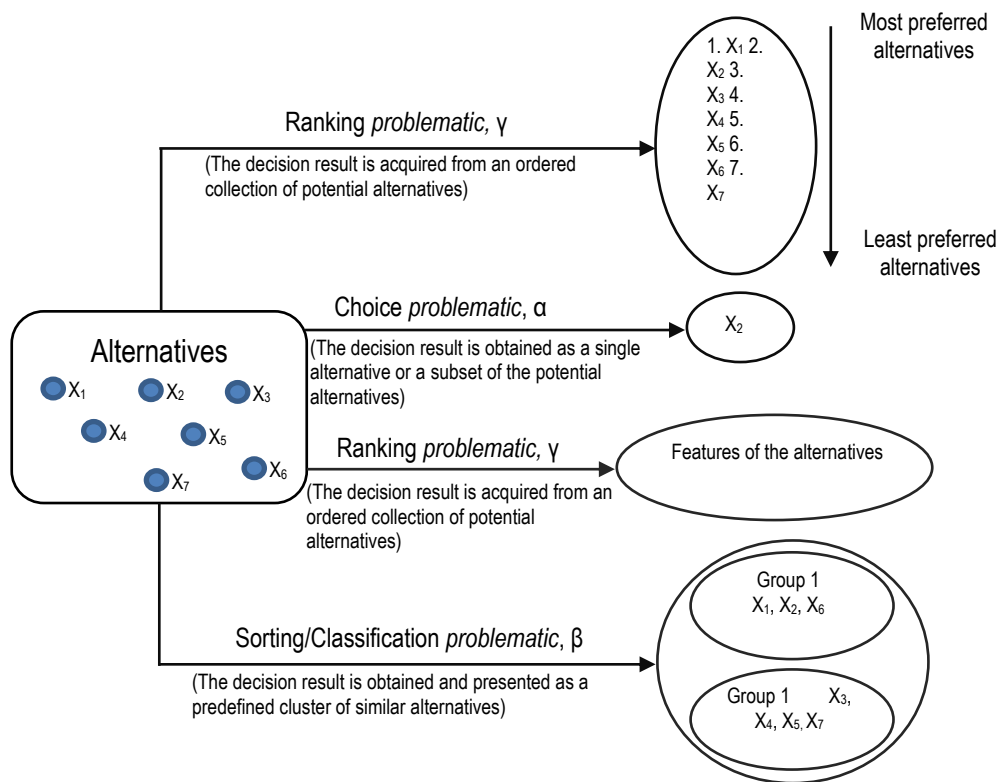 Most preferred
alternatives
1. X₁ 2.
X₂ 3.
X₃ 4.
X₄ 5.
X₅ 6.
X₆ 7.
X₇
Ranking problematic, γ
(The decision result is acquired from an ordered
collection of potential alternatives)
Least preferred
alternatives
Choice problematic, α
X₂
(The decision result is obtained as a single
alternative or a subset of the potential
alternatives)
Alternatives
X₁ X₂ X₃
X₄ X₅
X₇ X₆
Ranking problematic, γ
Features of the alternatives
(The decision result is acquired from an
ordered collection of potential
alternatives)
Group 1
X₁, X₂, X₆
Sorting/Classification problematic, β
(The decision result is obtained and presented as a
predefined cluster of similar alternatives)
Group 1 X₃,
X₄, X₅, X₇